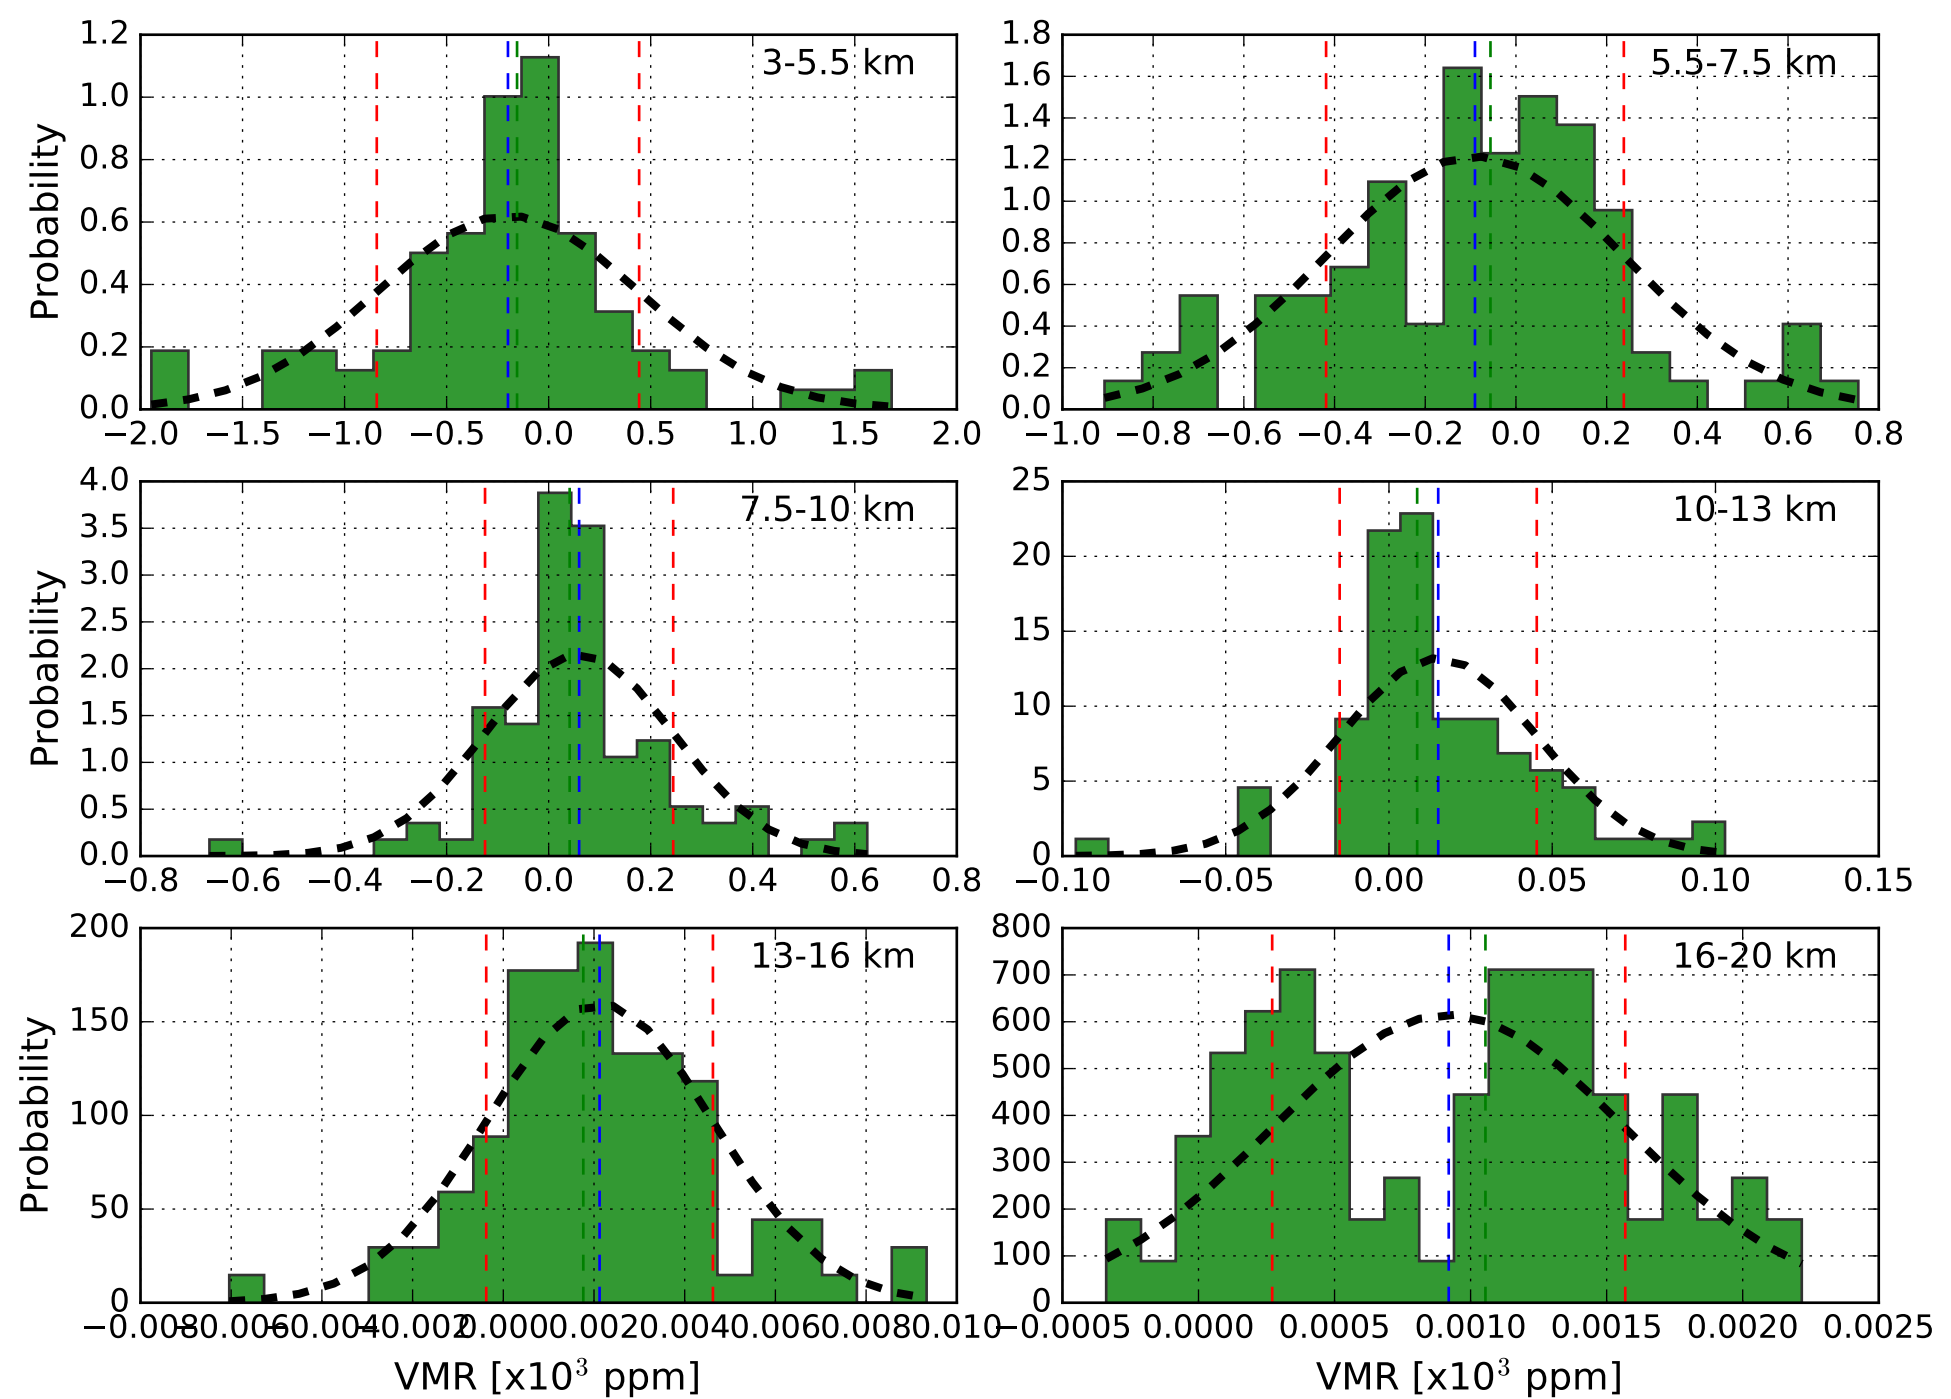 3-5.5 km
Probability
1.2
1.0
0.8
0.6
0.4
0.2
0.0
−2.0 −1.5 −1.0 −0.5 0.0 0.5 1.0 1.5 2.0
5.5-7.5 km
1.8
1.6
1.4
1.2
1.0
0.8
0.6
0.4
0.2
0.0
−1.0 −0.8 −0.6 −0.4 −0.2 0.0 0.2 0.4 0.6 0.8
7.5-10 km
Probability
4.0
3.5
3.0
2.5
2.0
1.5
1.0
0.5
0.0
−0.8 −0.6 −0.4 −0.2 0.0 0.2 0.4 0.6 0.8
10-13 km
25
20
15
10
5
0
−0.10 −0.05 0.00 0.05 0.10 0.15
13-16 km
Probability
200
150
100
50
0
−0.008 −0.006 −0.004 −0.002 0.000 0.002 0.004 0.006 0.008 0.010
VMR [x10³ ppm]
16-20 km
800
700
600
500
400
300
200
100
0
−0.0005 0.0000 0.0005 0.0010 0.0015 0.0020 0.0025
VMR [x10³ ppm]